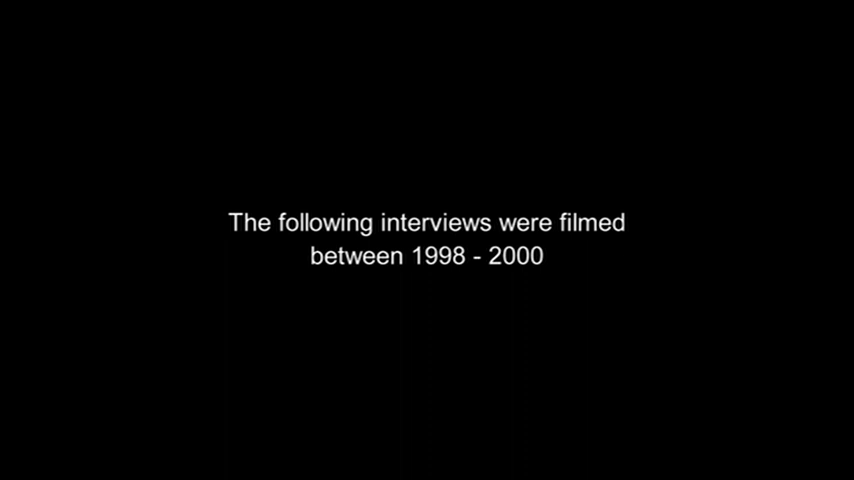 The following interviews were filmed
between 1998 - 2000